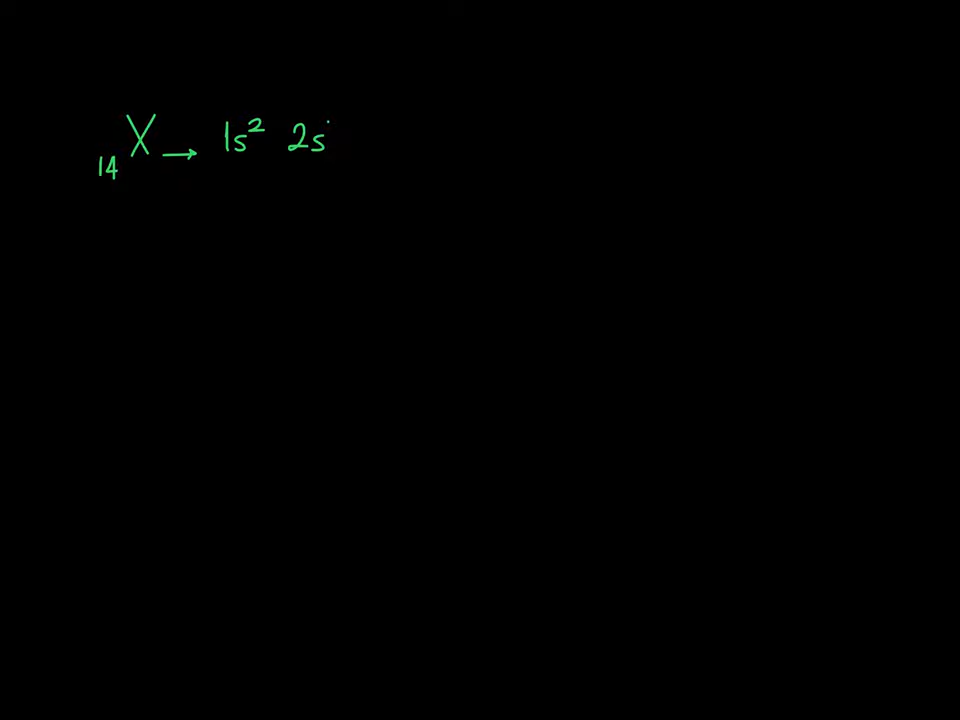 ₁₄X → 1s² 2s